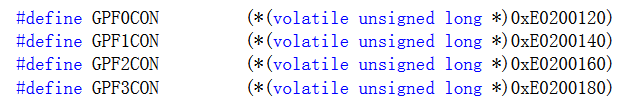 #define GPF0CON (*(volatile unsigned long *)0xE0200120)
#define GPF1CON (*(volatile unsigned long *)0xE0200140)
#define GPF2CON (*(volatile unsigned long *)0xE0200160)
#define GPF3CON (*(volatile unsigned long *)0xE0200180)